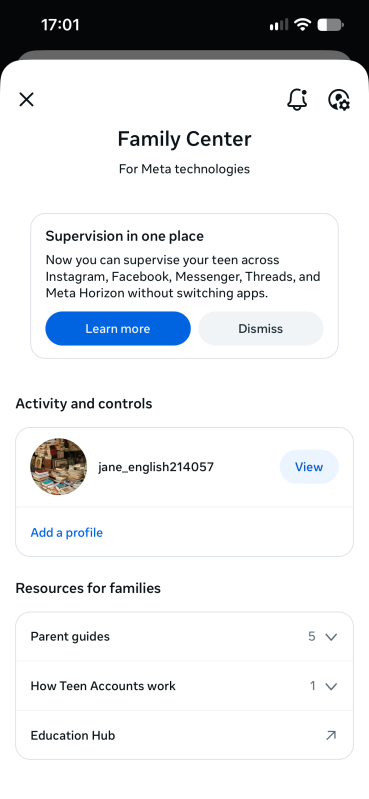 17:01
Family Center
For Meta technologies
Supervision in one place
Now you can supervise your teen across
Instagram, Facebook, Messenger, Threads, and
Meta Horizon without switching apps.
Learn more
Dismiss
Activity and controls
jane_english214057
View
Add a profile
Resources for families
Parent guides
5
How Teen Accounts work
1
Education Hub